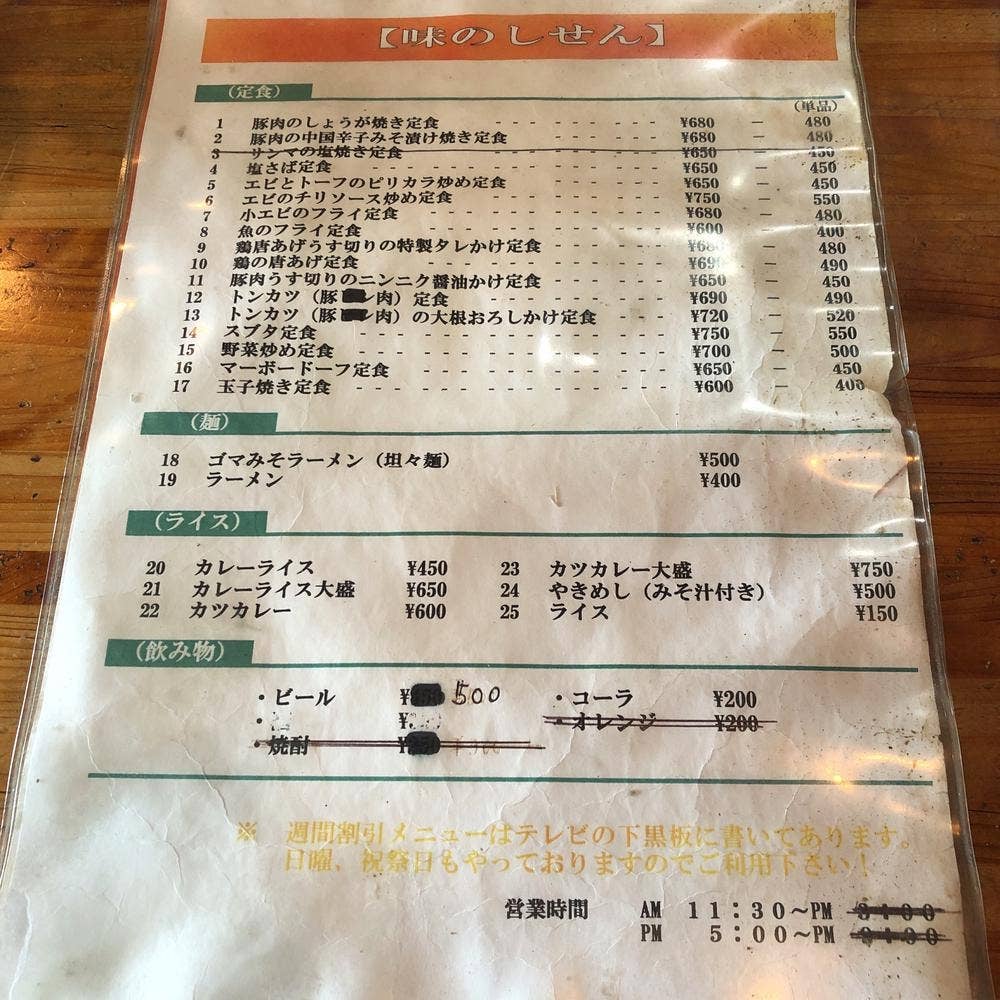 【味のしせん】
(定食)
(単品)
1 豚肉のしょうが焼き定食 ¥680 － 480
2 豚肉の中国辛子みそ漬け焼き定食 ¥680 － 480
3 サンマの塩焼き定食 ¥650 － 450
4 塩さば定食 ¥650 － 450
5 エビとトーフのピリカラ炒め定食 ¥650 － 450
6 エビのチリソース炒め定食 ¥750 － 550
7 小エビのフライ定食 ¥680 － 480
8 魚のフライ定食 ¥600 － 400
9 鶏唐あげうす切りの特製タレかけ定食 ¥680 － 480
10 鶏の唐あげ定食 － 490
11 豚肉うす切りのニンニク醤油かけ定食 ¥650 － 450
12 トンカツ（豚レ肉）定食 ¥690 － 490
13 トンカツ（豚レ肉）の大根おろしかけ定食 ¥720 － 520
14 スブタ定食 ¥750 － 550
15 野菜炒め定食 ¥700 － 500
16 マーボードーフ定食 ¥650 － 450
17 玉子焼き定食 ¥600 － 400
(麺)
18 ゴマみそラーメン（坦々麺） ¥500
19 ラーメン ¥400
(ライス)
20 カレーライス ¥450 23 カツカレー大盛 ¥750
21 カレーライス大盛 ¥650 24 やきめし（みそ汁付き） ¥500
22 カツカレー ¥600 25 ライス ¥150
(飲み物)
・ビール ¥ 500 ・コーラ ¥200
・ ¥ ・オレンジ ¥200
・焼酎 ¥
※ 週間割引メニューはテレビの下黒板に書いてあります。
日曜、祝祭日もやっておりますのでご利用下さい！
営業時間 AM 11：30～PM
PM 5：00～PM